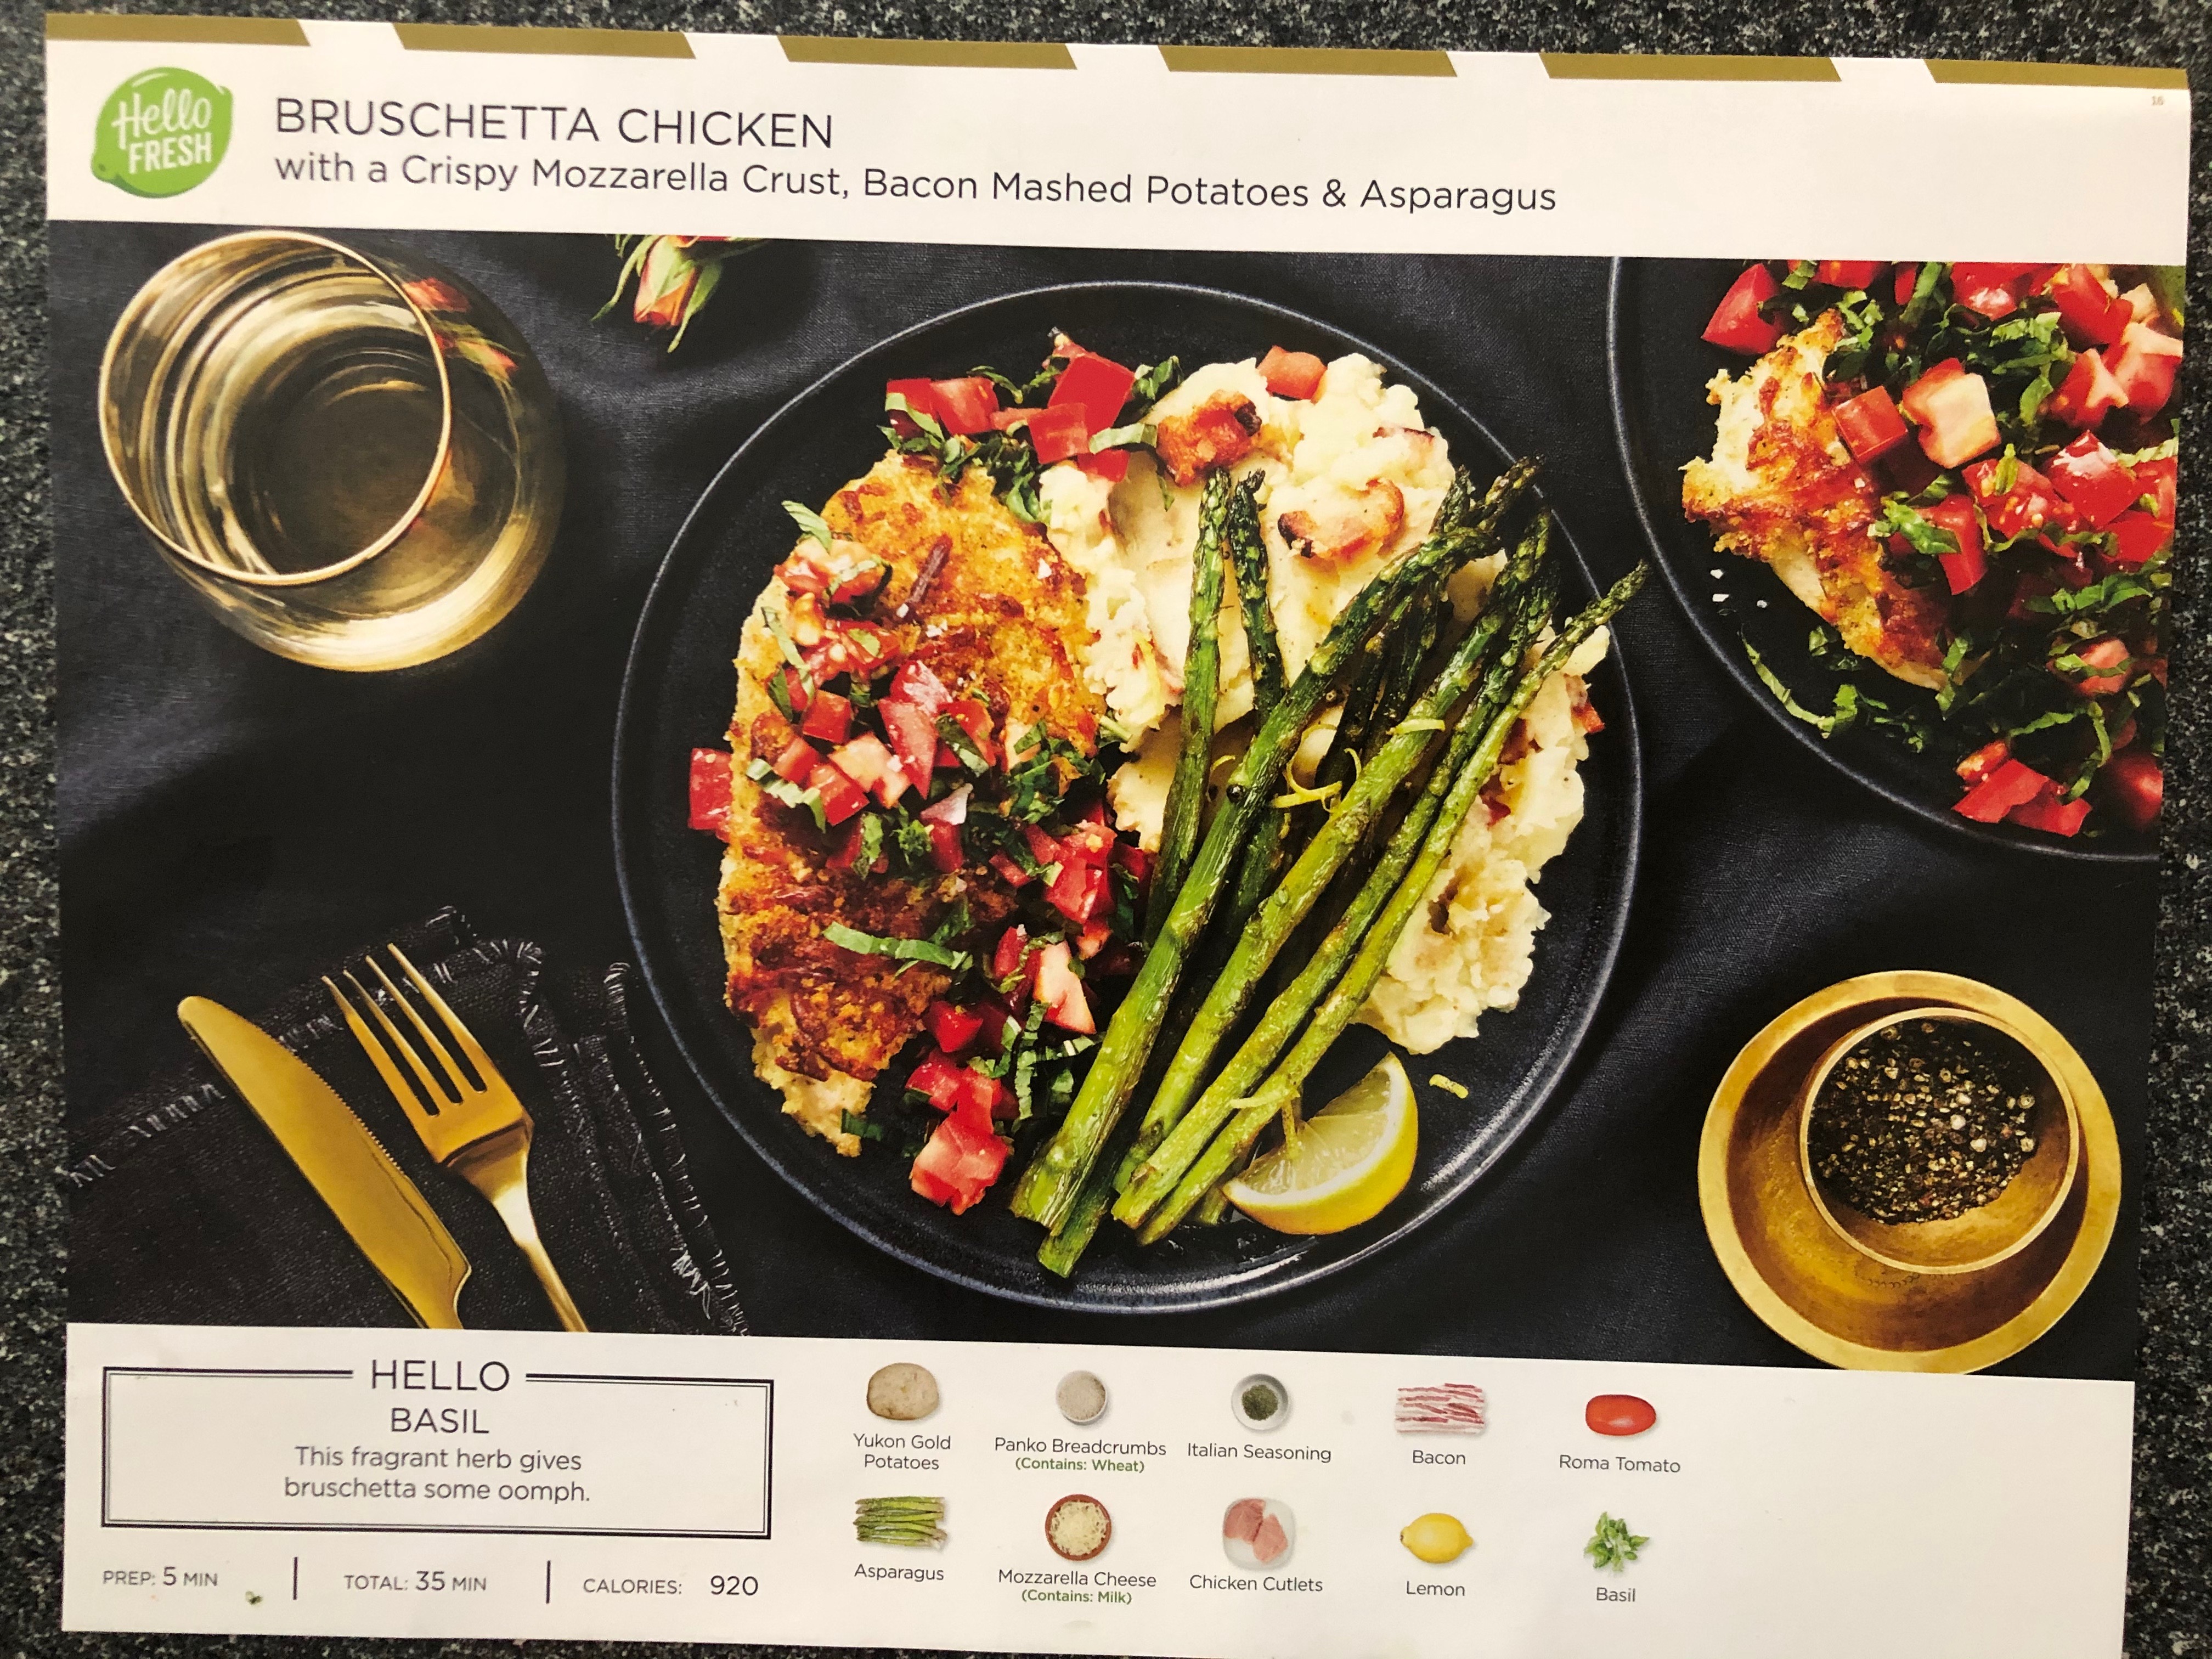 Hello
FRESH
BRUSCHETTA CHICKEN
with a Crispy Mozzarella Crust, Bacon Mashed Potatoes & Asparagus
16
HELLO
BASIL
This fragrant herb gives
bruschetta some oomph.
PREP: 5 MIN
TOTAL: 35 MIN
CALORIES: 920
Yukon Gold
Potatoes
Panko Breadcrumbs
(Contains: Wheat)
Italian Seasoning
Bacon
Roma Tomato
Asparagus
Mozzarella Cheese
(Contains: Milk)
Chicken Cutlets
Lemon
Basil